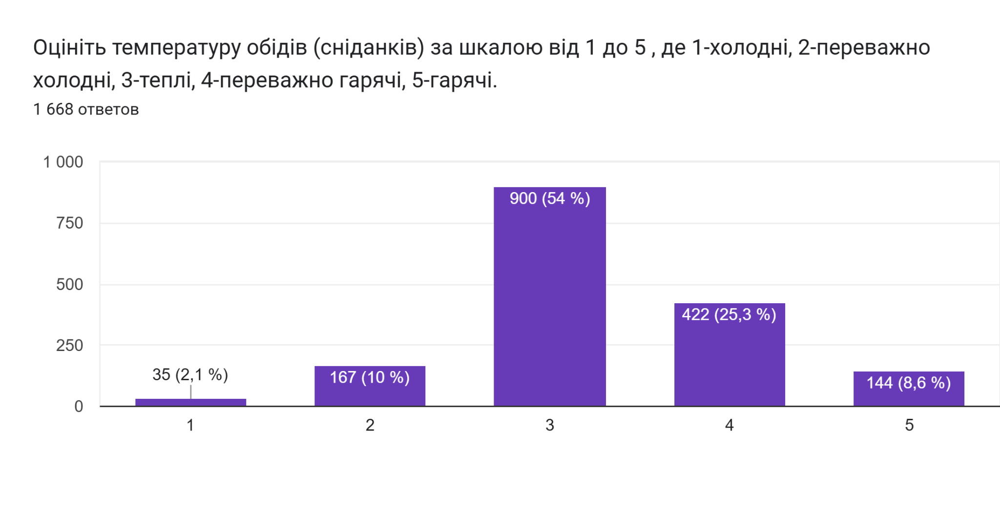 Оцініть температуру обідів (сніданків) за шкалою від 1 до 5 , де 1-холодні, 2-переважно
холодні, 3-теплі, 4-переважно гарячі, 5-гарячі.
1 668 ответов
1 000
750
500
250
0
35 (2,1 %)
167 (10 %)
900 (54 %)
422 (25,3 %)
144 (8,6 %)
1
2
3
4
5